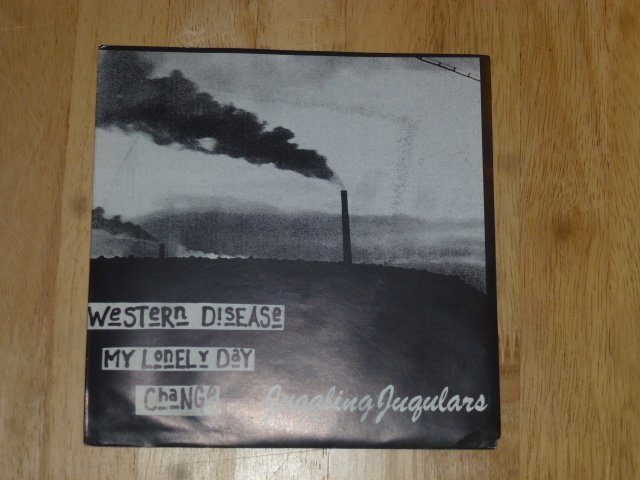 WeSTeRn DiSEASe
MY LoNELY DaY
ChaNGe Juggling Jugulars